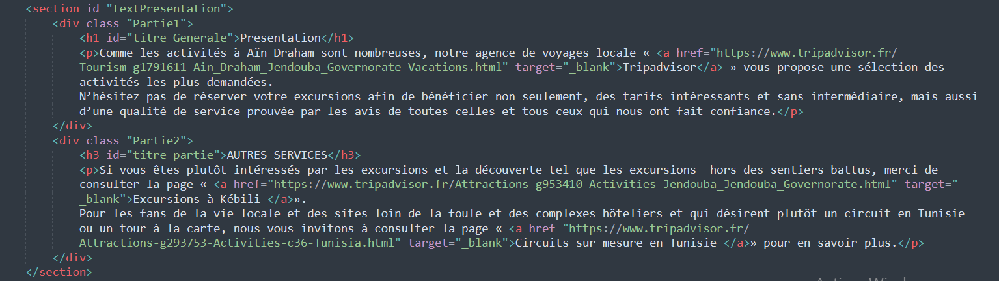 <section id="textPresentation">
<div class="Partie1">
<h1 id="titre_Generale">Presentation</h1>
<p>Comme les activités à Aïn Draham sont nombreuses, notre agence de voyages locale « <a href="https://www.tripadvisor.fr/
Tourism-g1791611-Ain_Draham_Jendouba_Governorate-Vacations.html" target="_blank">Tripadvisor</a> » vous propose une sélection des
activités les plus demandées.
N’hésitez pas de réserver votre excursions afin de bénéficier non seulement, des tarifs intéressants et sans intermédiaire, mais aussi
d’une qualité de service prouvée par les avis de toutes celles et tous ceux qui nous ont fait confiance.</p>
</div>
<div class="Partie2">
<h3 id="titre_partie">AUTRES SERVICES</h3>
<p>Si vous êtes plutôt intéressés par les excursions et la découverte tel que les excursions  hors des sentiers battus, merci de
consulter la page « <a href="https://www.tripadvisor.fr/Attractions-g953410-Activities-Jendouba_Jendouba_Governorate.html" target="
_blank">Excursions à Kébili </a>».
Pour les fans de la vie locale et des sites loin de la foule et des complexes hôteliers et qui désirent plutôt un circuit en Tunisie
ou un tour à la carte, nous vous invitons à consulter la page « <a href="https://www.tripadvisor.fr/
Attractions-g293753-Activities-c36-Tunisia.html" target="_blank">Circuits sur mesure en Tunisie </a>» pour en savoir plus.</p>
</div>
</section>